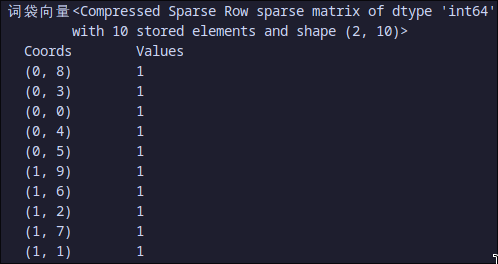 词袋向量<Compressed Sparse Row sparse matrix of dtype 'int64'
with 10 stored elements and shape (2, 10)>
Coords Values
(0, 8) 1
(0, 3) 1
(0, 0) 1
(0, 4) 1
(0, 5) 1
(1, 9) 1
(1, 6) 1
(1, 2) 1
(1, 7) 1
(1, 1) 1